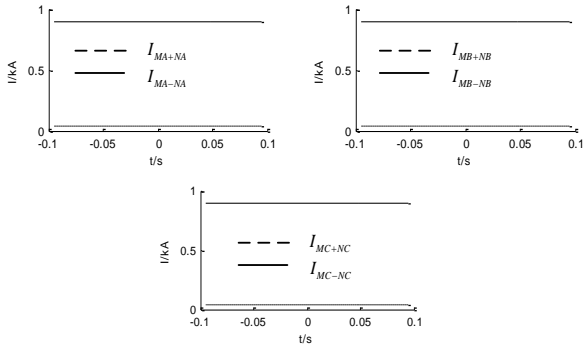 1
I/kA
0.5
0
I_{MA+NA}
I_{MA−NA}
-0.1 -0.05 0 0.05 0.1
t/s
1
I/kA
0.5
0
I_{MB+NB}
I_{MB−NB}
-0.1 -0.05 0 0.05 0.1
t/s
1
I/kA
0.5
0
I_{MC+NC}
I_{MC−NC}
-0.1 -0.05 0 0.05 0.1
t/s